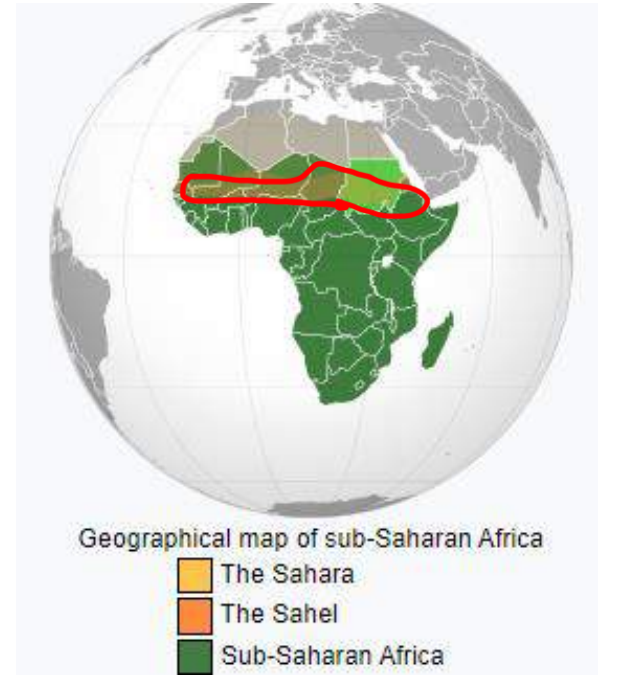 Geographical map of sub-Saharan Africa
The Sahara
The Sahel
Sub-Saharan Africa